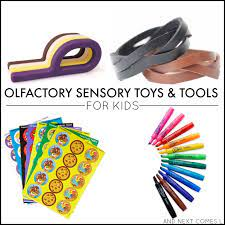 OLFACTORY SENSORY TOYS & TOOLS
FOR KIDS
AND NEXT COMES L